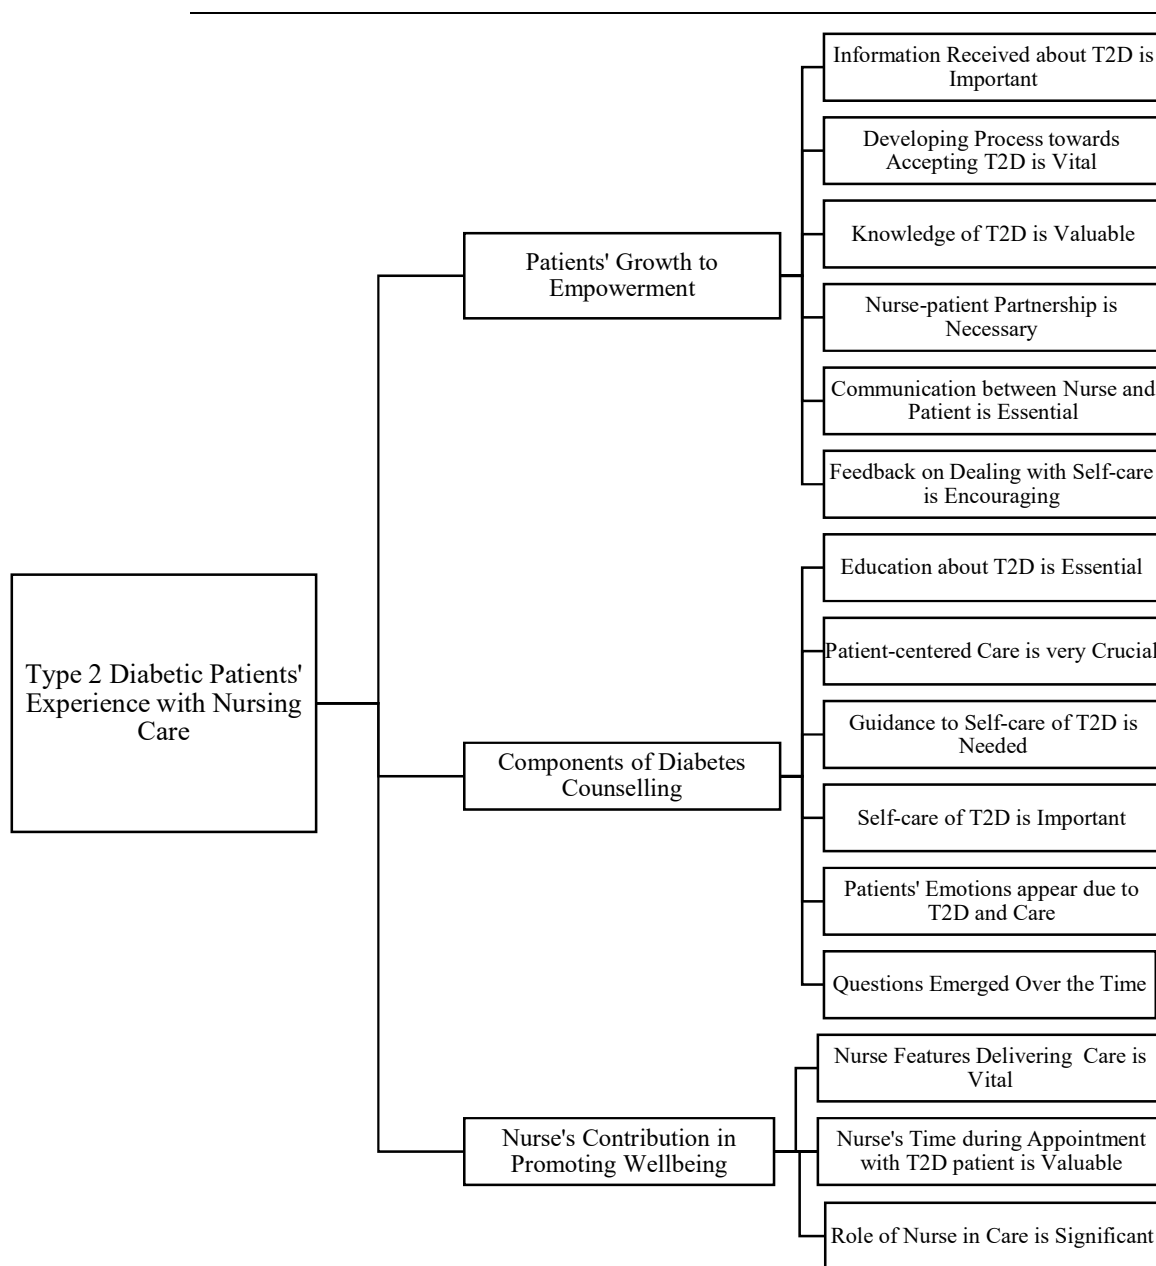 Information Received about T2D is
Important
Developing Process towards
Accepting T2D is Vital
Knowledge of T2D is Valuable
Patients' Growth to
Empowerment
Nurse-patient Partnership is
Necessary
Communication between Nurse and
Patient is Essential
Feedback on Dealing with Self-care
is Encouraging
Type 2 Diabetic Patients'
Experience with Nursing
Care
Education about T2D is Essential
Patient-centered Care is very Crucial
Guidance to Self-care of T2D is
Needed
Components of Diabetes
Counselling
Self-care of T2D is Important
Patients' Emotions appear due to
T2D and Care
Questions Emerged Over the Time
Nurse Features Delivering  Care is
Vital
Nurse's Contribution in
Promoting Wellbeing
Nurse's Time during Appointment
with T2D patient is Valuable
Role of Nurse in Care is Significant